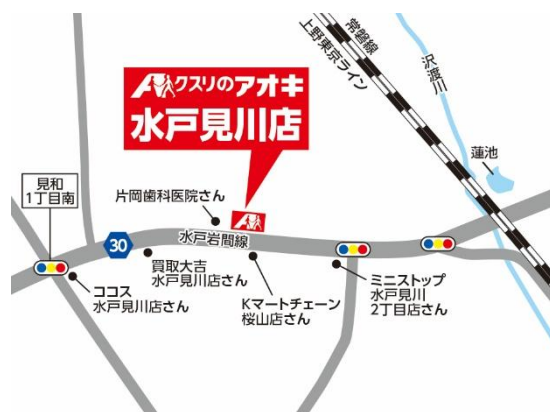 常磐線
上野東京ライン
沢渡川
クスリのアオキ
水戸見川店
蓮池
見和
1丁目南
片岡歯科医院さん
30
水戸岩間線
買取大吉
水戸見川店さん
ココス
水戸見川店さん
Kマートチェーン
桜山店さん
ミニストップ
水戸見川
2丁目店さん